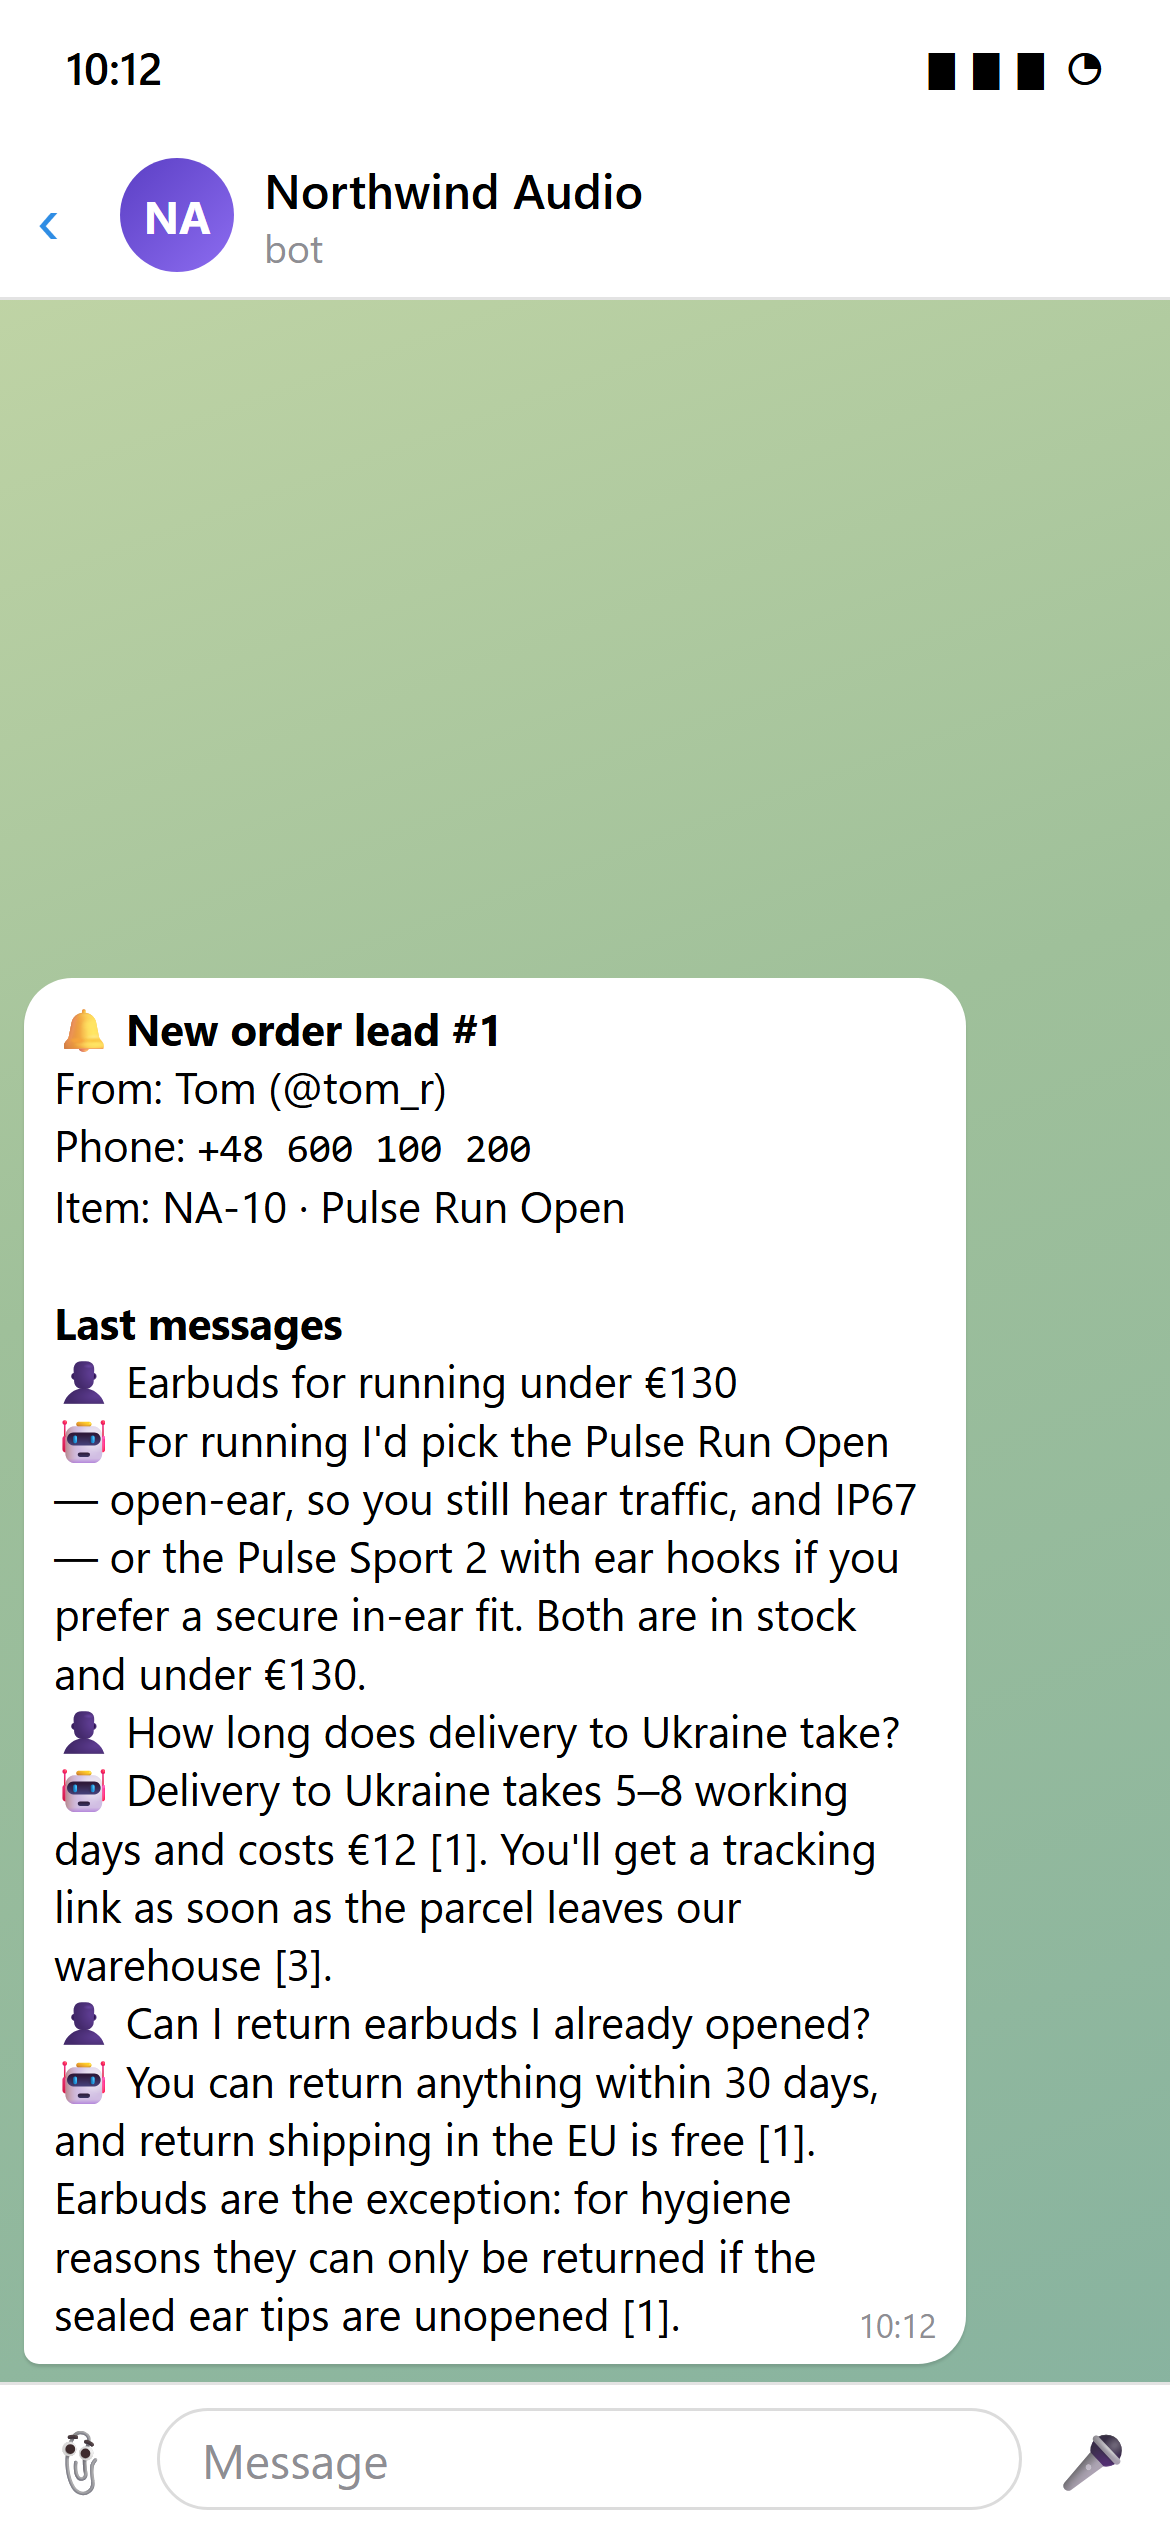 10:12
NA
Northwind Audio
bot
🔔 New order lead #1
From: Tom (@tom_r)
Phone: +48 600 100 200
Item: NA-10 · Pulse Run Open
Last messages
👤 Earbuds for running under €130
🤖 For running I'd pick the Pulse Run Open
— open-ear, so you still hear traffic, and IP67
— or the Pulse Sport 2 with ear hooks if you
prefer a secure in-ear fit. Both are in stock
and under €130.
👤 How long does delivery to Ukraine take?
🤖 Delivery to Ukraine takes 5–8 working
days and costs €12 [1]. You'll get a tracking
link as soon as the parcel leaves our
warehouse [3].
👤 Can I return earbuds I already opened?
🤖 You can return anything within 30 days,
and return shipping in the EU is free [1].
Earbuds are the exception: for hygiene
reasons they can only be returned if the
sealed ear tips are unopened [1].
10:12
Message